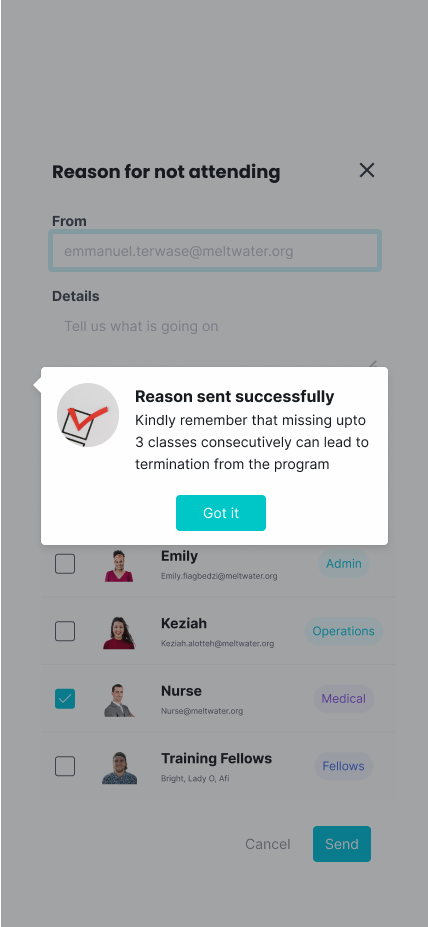 Reason for not attending
From
emmanuel.terwase@meltwater.org
Details
Tell us what is going on
Reason sent successfully
Kindly remember that missing upto
3 classes consecutively can lead to
termination from the program
Got it
Emily
Emily.fiagbedzi@meltwater.org
Admin
Keziah
Keziah.alotteh@meltwater.org
Operations
Nurse
Nurse@meltwater.org
Medical
Training Fellows
Bright, Lady O, Afi
Fellows
Cancel
Send